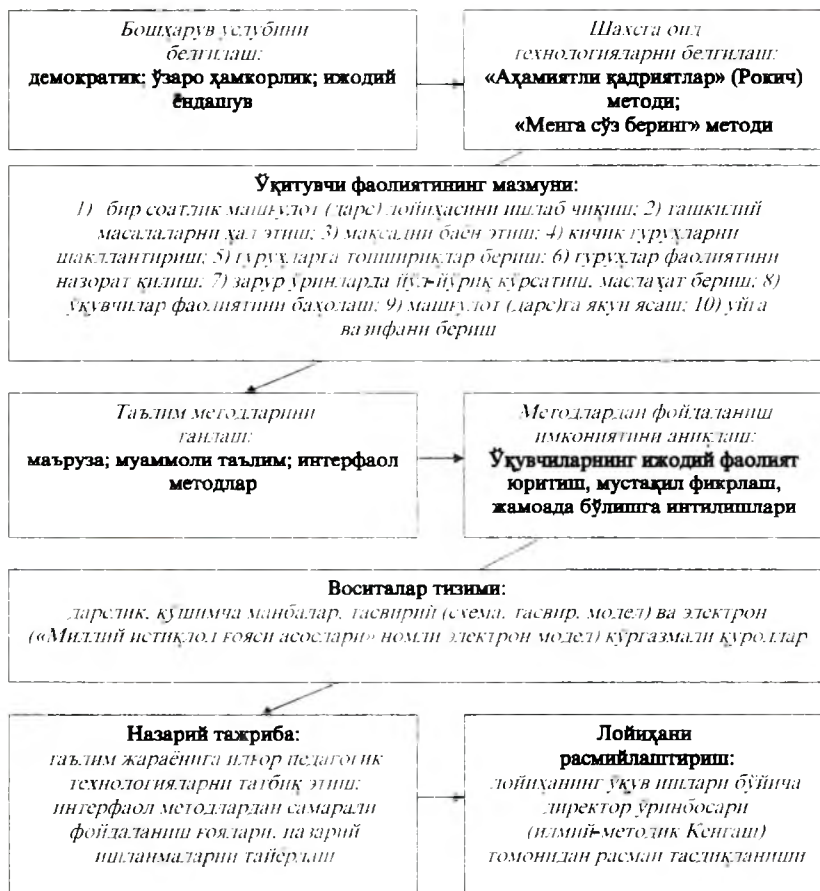 Бошқарув услубини
белгилаш:
демократик; ўзаро ҳамкорлик; ижодий
ёндашув
Шахсга оид
технологияларни белгилаш:
«Аҳамиятли қадриятлар» (Рокич)
методи;
«Менга сўз беринг» методи
Ўқитувчи фаолиятининг мазмуни:
1) бир соатлик машғулот (дарс) лойиҳасини ишлаб чиқиш; 2) ташкилий
масалаларни ҳал этиш; 3) мақсадни баён этиш; 4) кичик гуруҳларни
шакллантириш; 5) гуруҳларга топшириқлар бериш; 6) гуруҳлар фаолиятини
назорат қилиш; 7) зарур ўринларда йўл-йўриқ кўрсатиш, маслаҳат бериш; 8)
ўқувчилар фаолиятини баҳолаш; 9) машғулот (дарс)га якун ясаш; 10) уйга
вазифани бериш
Таълим методларини
танлаш:
маъруза; муаммоли таълим; интерфаол
методлар
Методлардан фойдаланиш
имкониятини аниқлаш:
Ўқувчиларнинг ижодий фаолият
юритиш, мустақил фикрлаш,
жамоада бўлишга интилишлари
Воситалар тизими:
дарслик, қўшимча манбалар, тасвирий (схема, тасвир, модел) ва электрон
(«Миллий истиқлол ғояси асослари» номли электрон модел) кўргазмали қуроллар
Назарий тажриба:
таълим жараёнига илғор педагогик
технологияларни татбиқ этиш;
интерфаол методлардан самарали
фойдаланиш ғоялари, назарий
ишланмаларни тайёрлаш
Лойиҳани
расмийлаштириш:
лойиҳанинг ўқув ишлари бўйича
директор ўринбосари
(илмий-методик Кенгаш)
томонидан расман тасдиқланиши